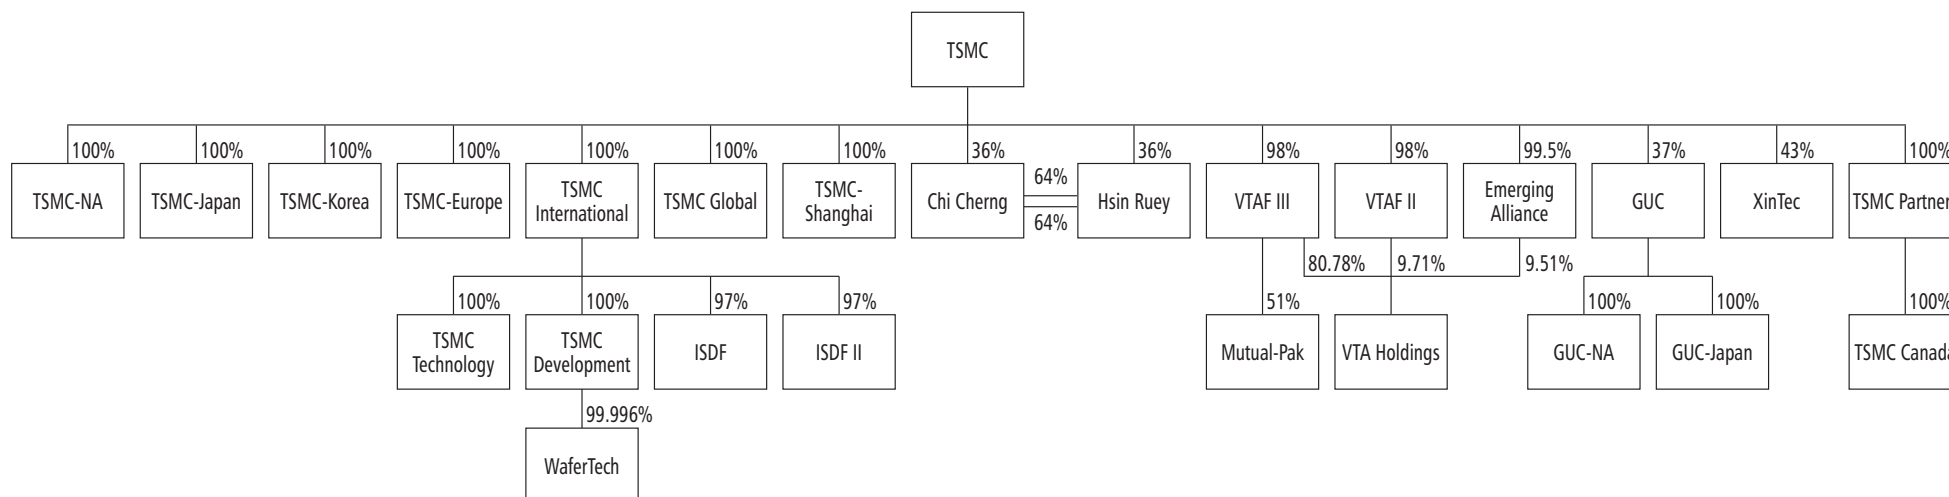 TSMC
100%
100%
100%
100%
100%
100%
100%
36%
36%
98%
98%
99.5%
37%
43%
100%
64%
64%
TSMC-NA
TSMC-Japan
TSMC-Korea
TSMC-Europe
TSMC
International
TSMC Global
TSMC-
Shanghai
Chi Cherng
Hsin Ruey
VTAF III
VTAF II
Emerging
Alliance
GUC
XinTec
TSMC Partner
80.78%
9.71%
9.51%
100%
100%
97%
97%
51%
100%
100%
100%
TSMC
Technology
TSMC
Development
ISDF
ISDF II
Mutual-Pak
VTA Holdings
GUC-NA
GUC-Japan
TSMC Canada
99.996%
WaferTech